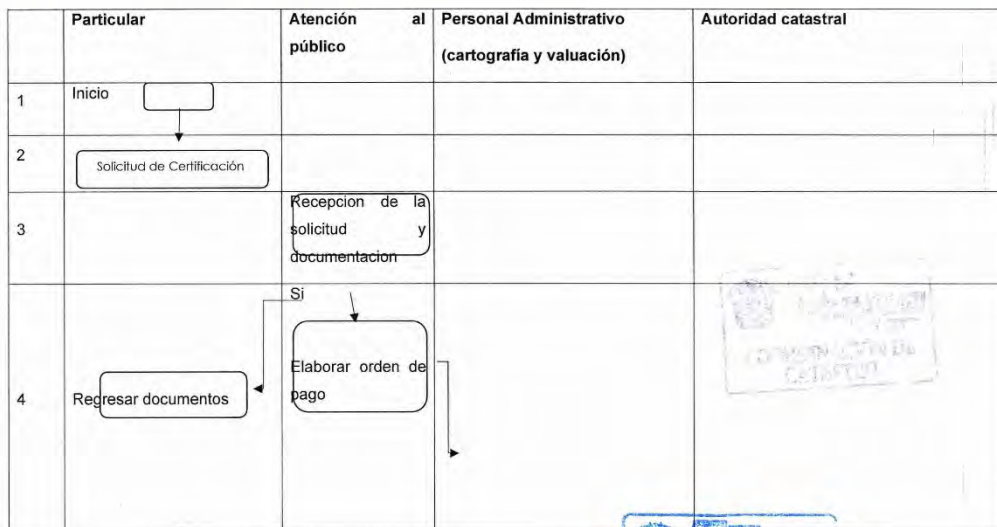 Particular
Atención al
público
Personal Administrativo
(cartografía y valuación)
Autoridad catastral
1
Inicio
2
Solicitud de Certificación
3
Recepcion de la
solicitud y
documentacion
4
Si
Regresar documentos
Elaborar orden de
pago